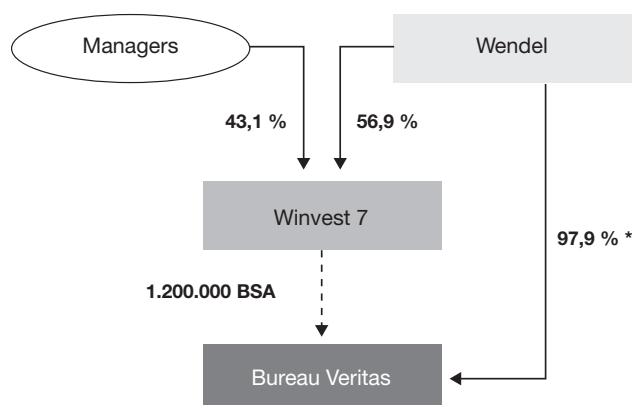 Managers
Wendel
43,1 %
56,9 %
Winvest 7
97,9 % *
1.200.000 BSA
Bureau Veritas